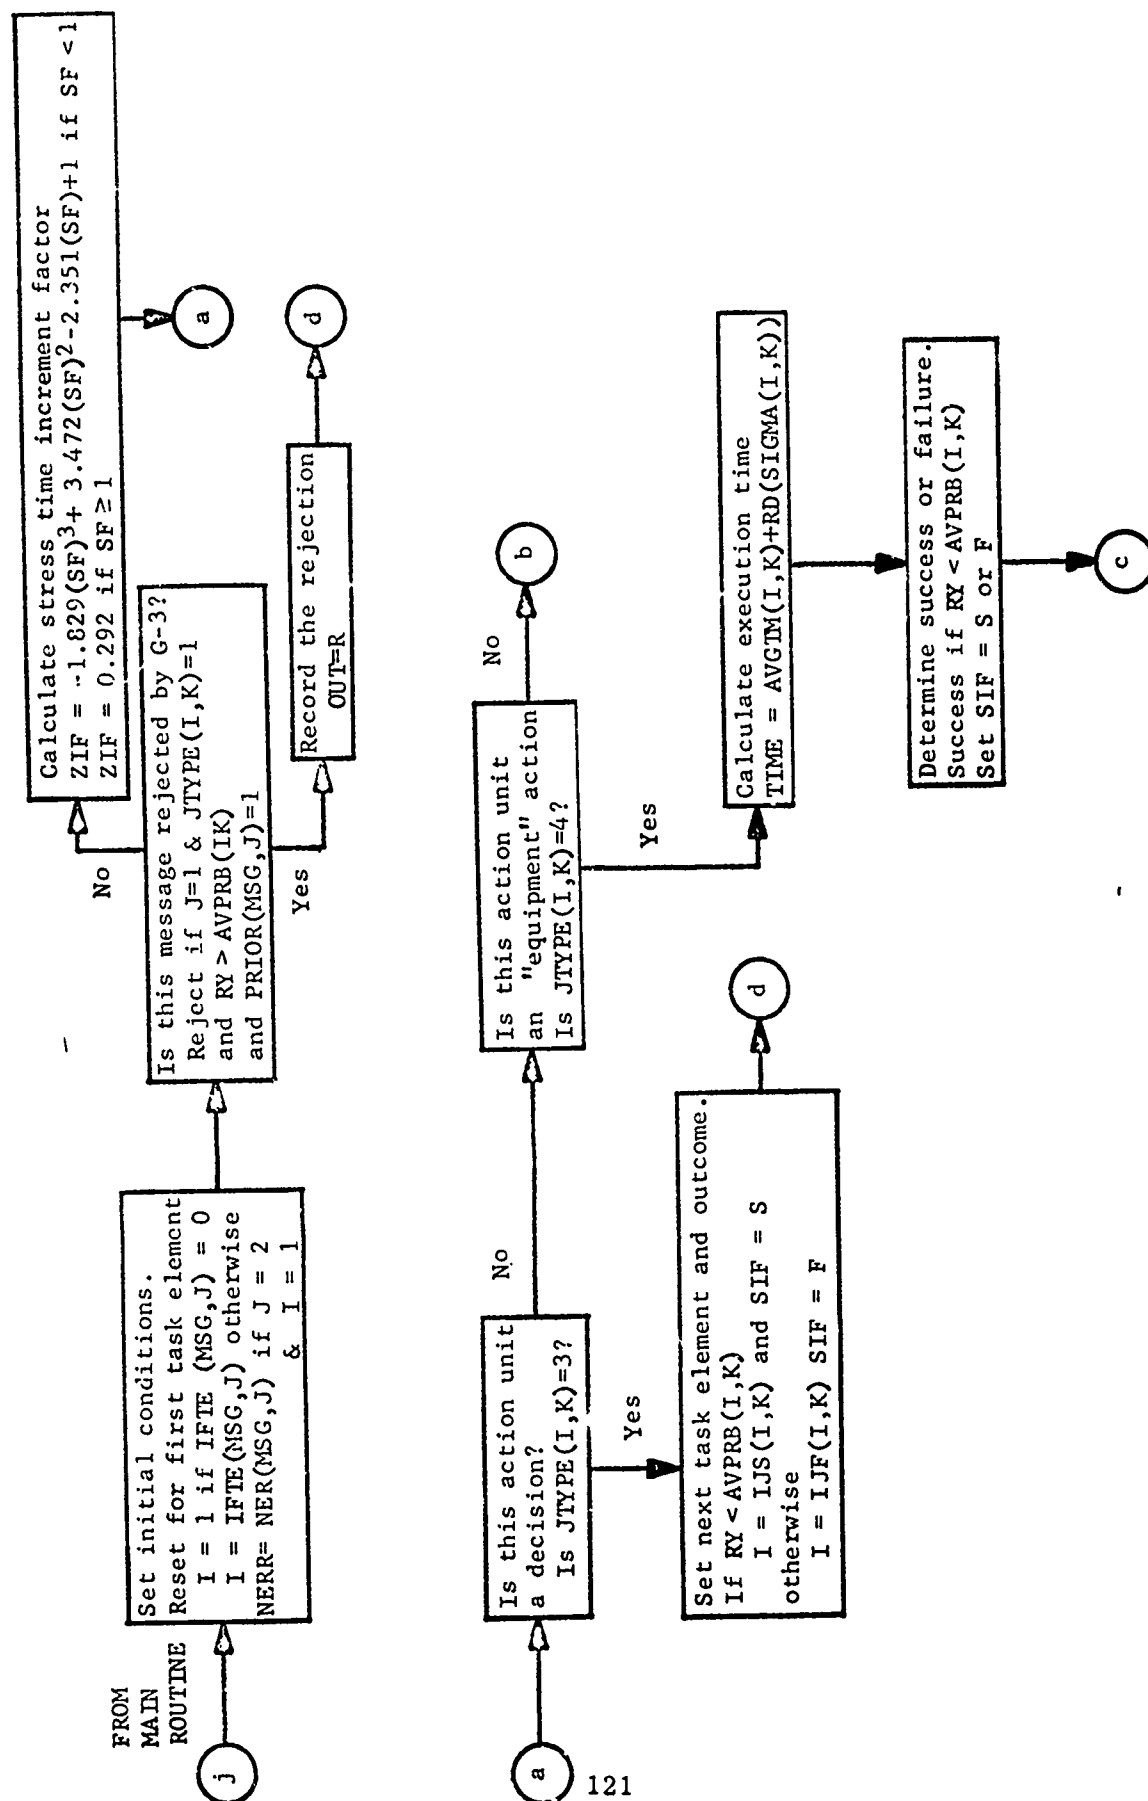 FROM
MAIN
ROUTINE
j
Set initial conditions.
Reset for first task element
I = 1 if IFTE (MSG,J) = 0
I = IFTE(MSG,J) otherwise
NERR= NER(MSG,J) if J = 2
& I = 1
Is this message rejected by G-3?
Reject if J=1 & JTYPE(I,K)=1
and RY > AVPRB(IK)
and PRIOR(MSG,J)=1
No
Yes
Calculate stress time increment factor
ZIF = -1.829(SF)³+ 3.472(SF)²-2.351(SF)+1 if SF < 1
ZIF = 0.292 if SF ≥ 1
a
Record the rejection
OUT=R
d
a
Is this action unit
a decision?
Is JTYPE(I,K)=3?
No
Yes
Set next task element and outcome.
If RY < AVPRB(I,K)
I = IJS(I,K) and SIF = S
otherwise
I = IJF(I,K) SIF = F
d
Is this action unit
an "equipment" action
Is JTYPE(I,K)=4?
No
b
Yes
Calculate execution time
TIME = AVGTM(I,K)+RD(SIGMA(I,K))
Determine success or failure.
Success if RY < AVPRB(I,K)
Set SIF = S or F
c
121